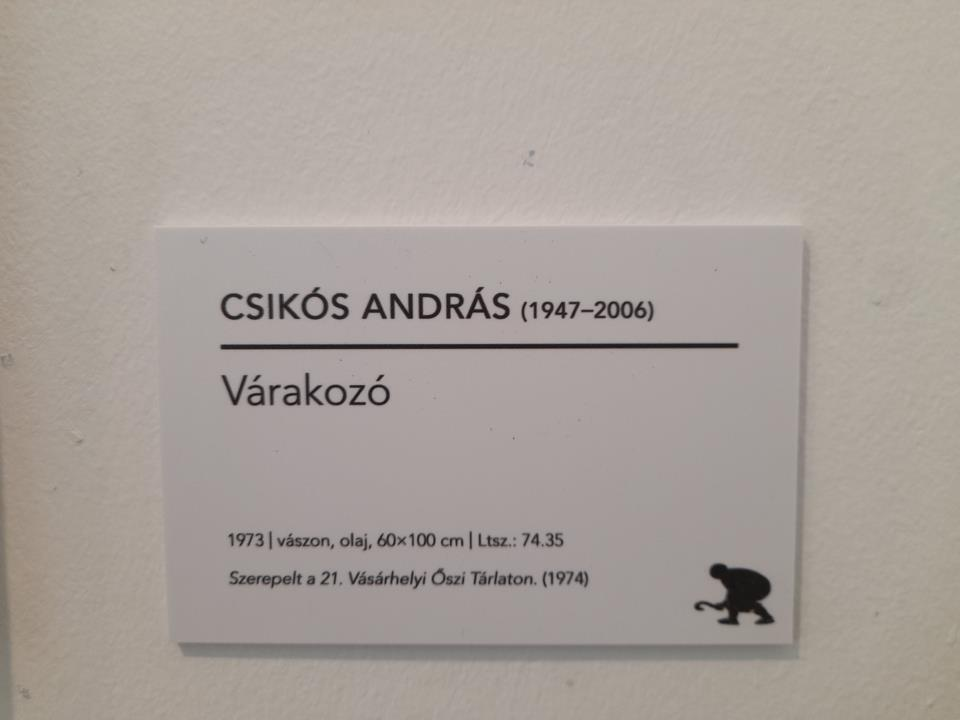 CSIKÓS ANDRÁS (1947–2006)
Várakozó
1973 | vászon, olaj, 60×100 cm | Ltsz.: 74.35
Szerepelt a 21. Vásárhelyi Őszi Tárlaton. (1974)